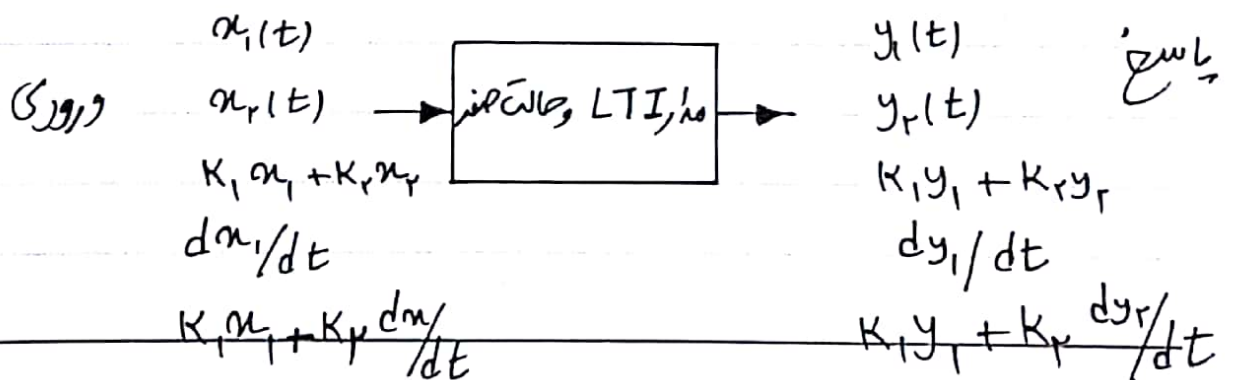 x₁(t) y₁(t)
ورودی x₂(t) مدار LTI و حالت صفر y₂(t) پاسخ
K₁x₁ + K₂x₂ K₁y₁ + K₂y₂
dx₁/dt dy₁/dt
K₁x₁ + K₂ dx/dt K₁y₁ + K₂ dy₂/dt